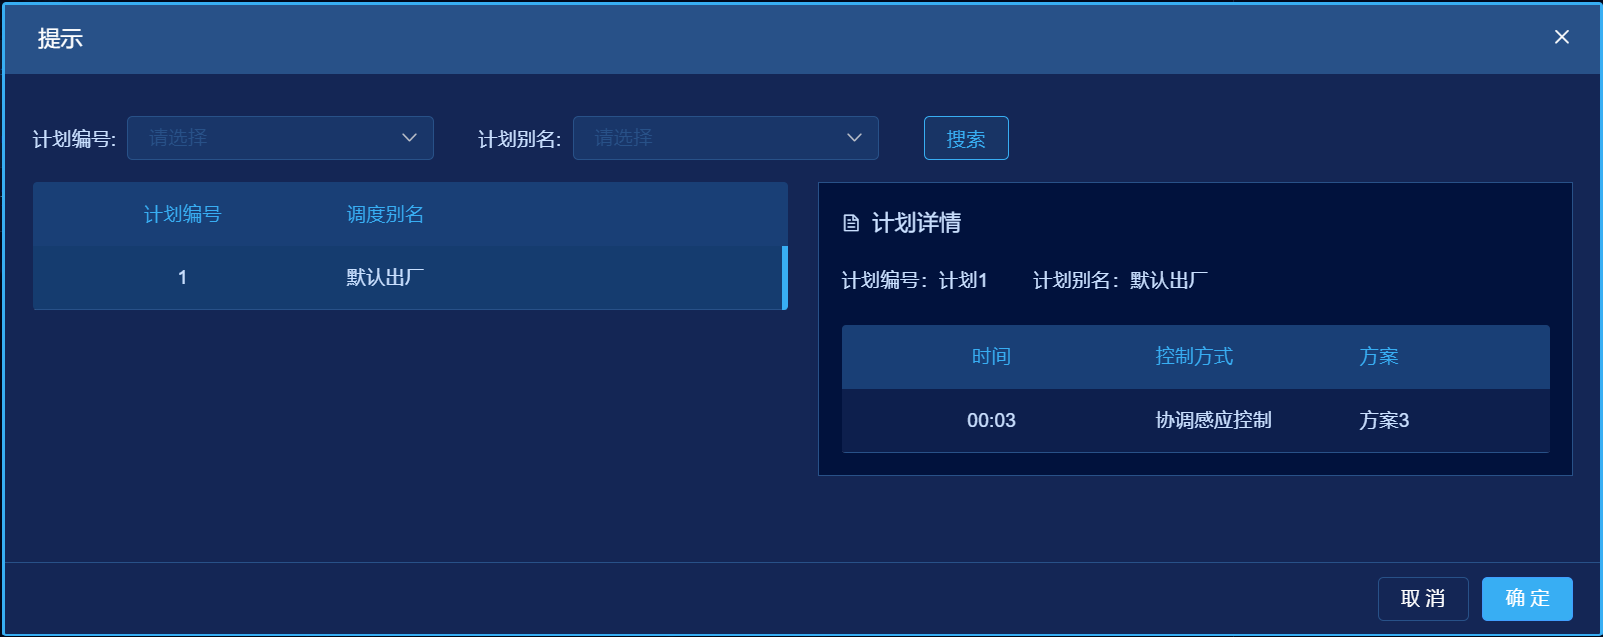 提示
计划编号: 请选择 计划别名: 请选择 搜索
计划编号 调度别名
1 默认出厂
计划详情
计划编号：计划1 计划别名：默认出厂
时间 控制方式 方案
00:03 协调感应控制 方案3
取消 确定